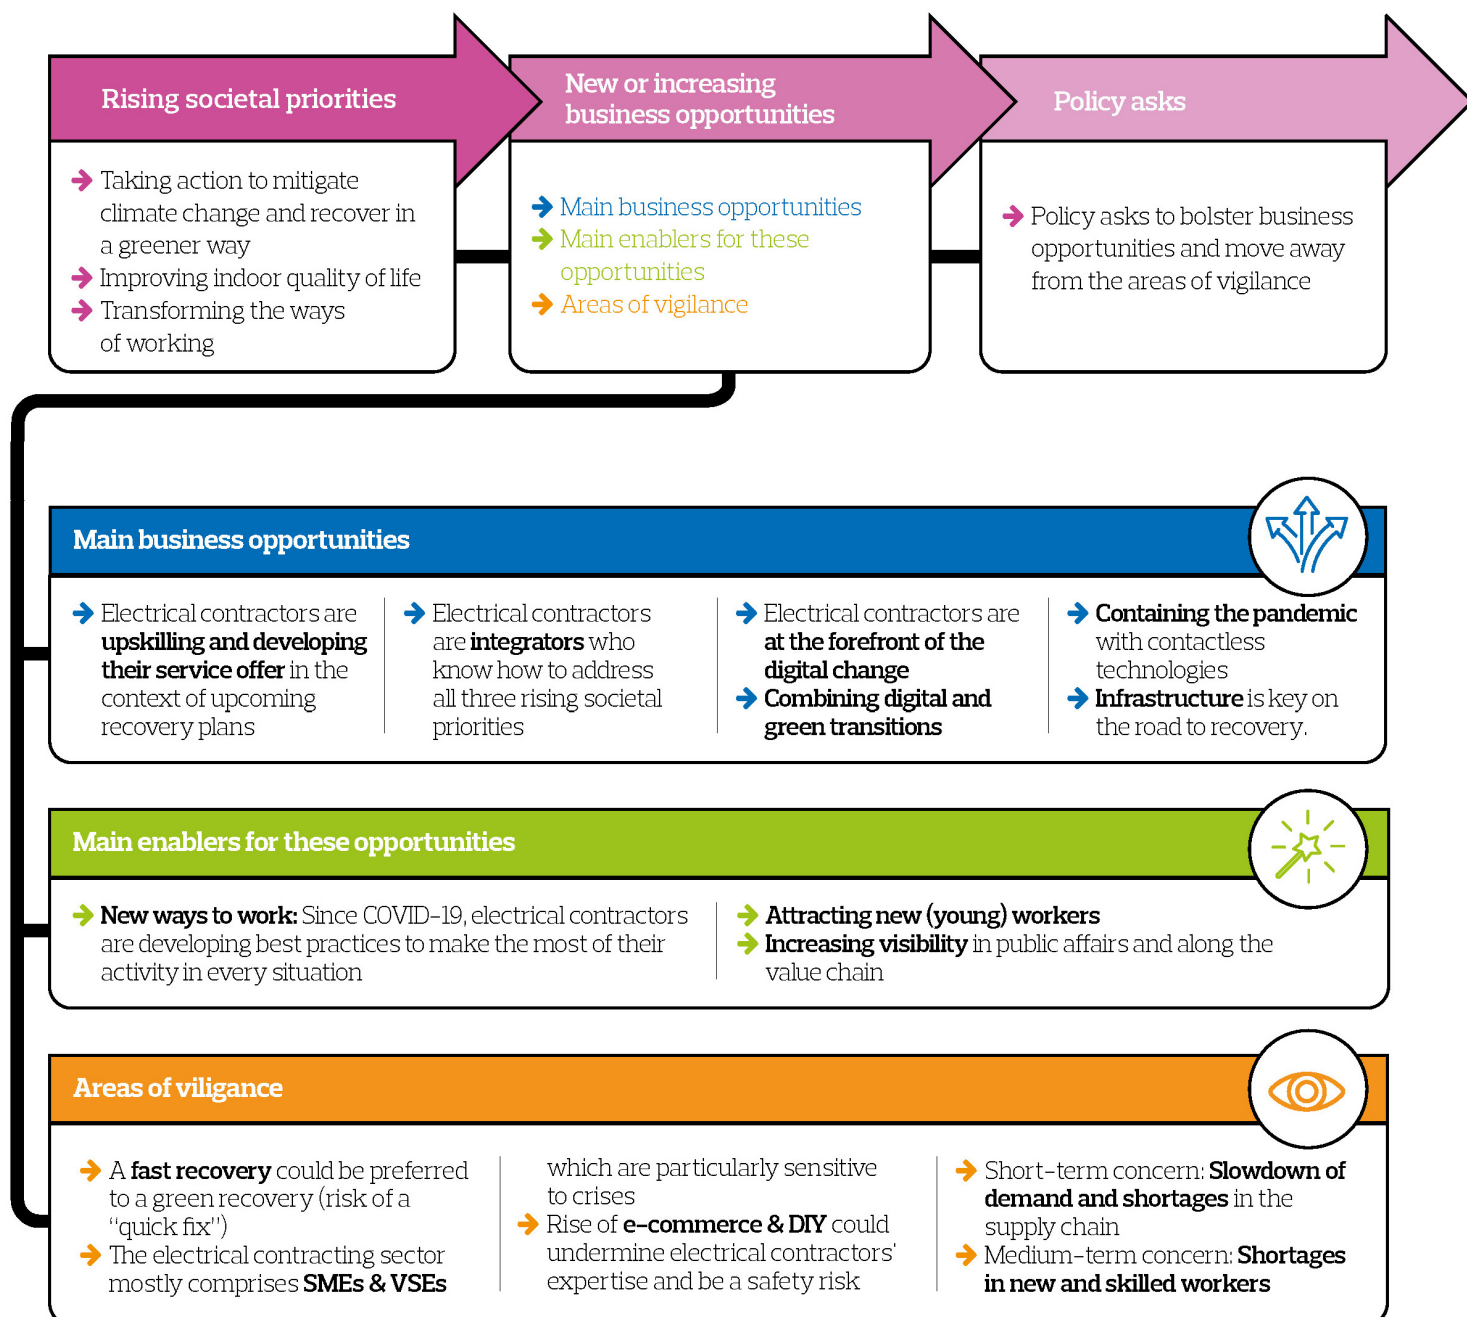 Rising societal priorities
Taking action to mitigate
climate change and recover in
a greener way
Improving indoor quality of life
Transforming the ways
of working
New or increasing
business opportunities
Main business opportunities
Main enablers for these
opportunities
Areas of vigilance
Policy asks
Policy asks to bolster business
opportunities and move away
from the areas of vigilance
Main business opportunities
Electrical contractors are
upskilling and developing
their service offer in the
context of upcoming
recovery plans
Electrical contractors
are integrators who
know how to address
all three rising societal
priorities
Electrical contractors are
at the forefront of the
digital change
Combining digital and
green transitions
Containing the pandemic
with contactless
technologies
Infrastructure is key on
the road to recovery.
Main enablers for these opportunities
New ways to work: Since COVID-19, electrical contractors
are developing best practices to make the most of their
activity in every situation
Attracting new (young) workers
Increasing visibility in public affairs and along the
value chain
Areas of viligance
A fast recovery could be preferred
to a green recovery (risk of a
“quick fix”)
The electrical contracting sector
mostly comprises SMEs & VSEs
which are particularly sensitive
to crises
Rise of e-commerce & DIY could
undermine electrical contractors'
expertise and be a safety risk
Short-term concern: Slowdown of
demand and shortages in the
supply chain
Medium-term concern: Shortages
in new and skilled workers